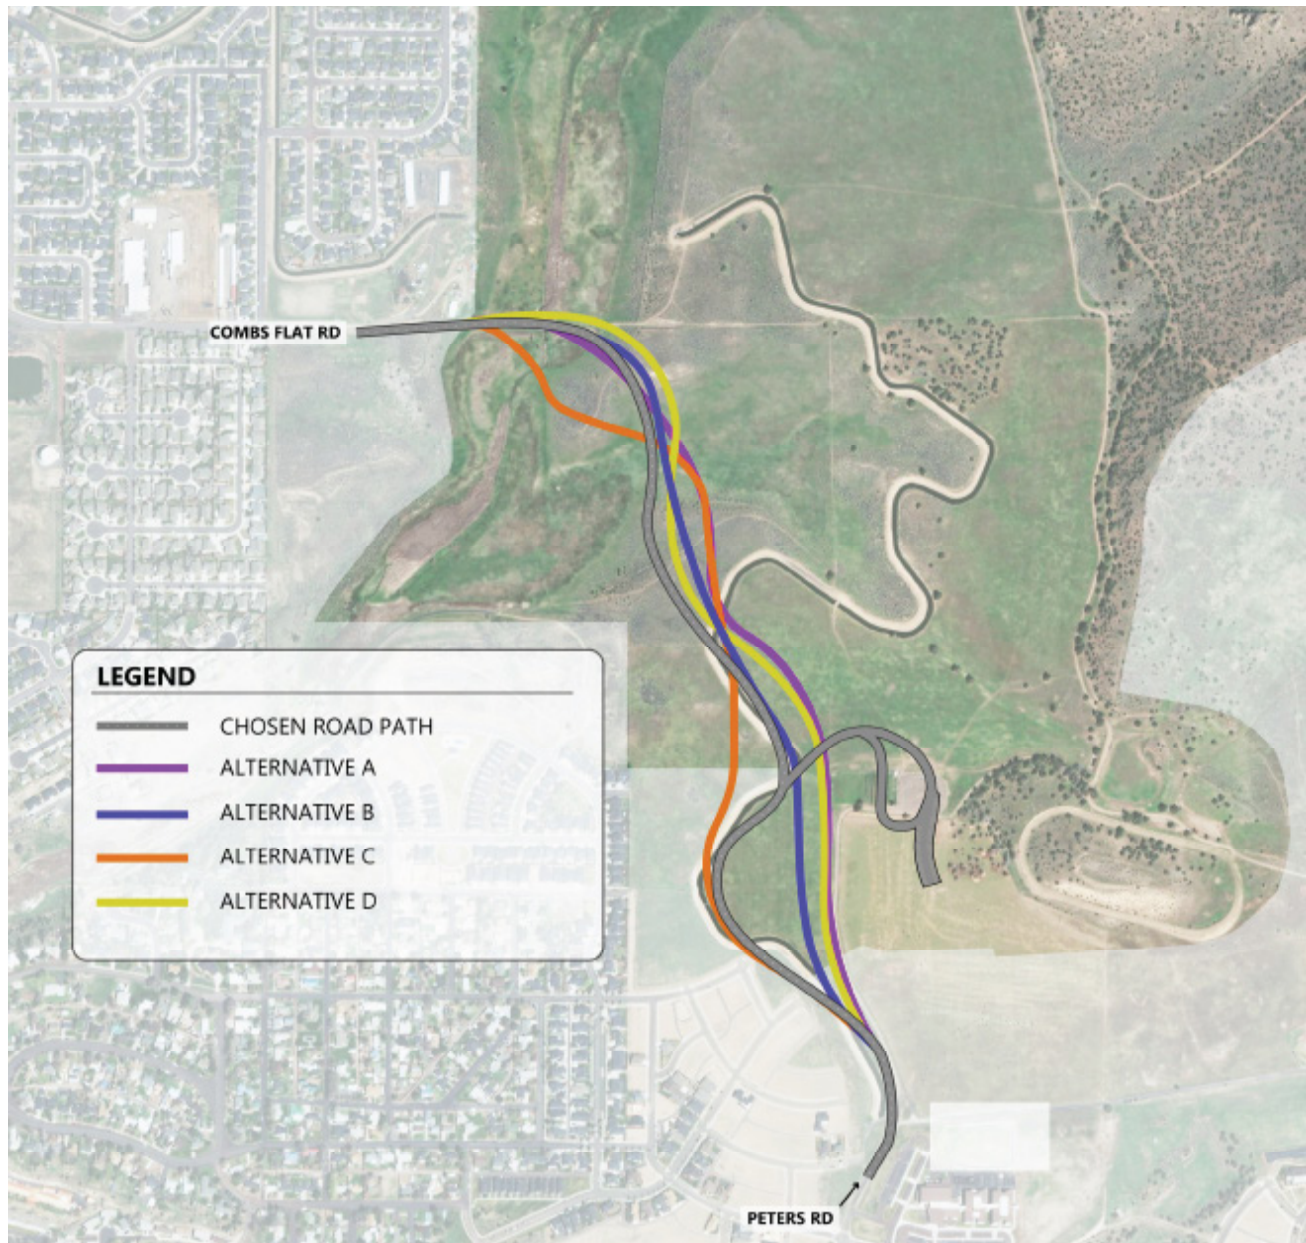 COMBS FLAT RD
LEGEND
CHOSEN ROAD PATH
ALTERNATIVE A
ALTERNATIVE B
ALTERNATIVE C
ALTERNATIVE D
PETERS RD